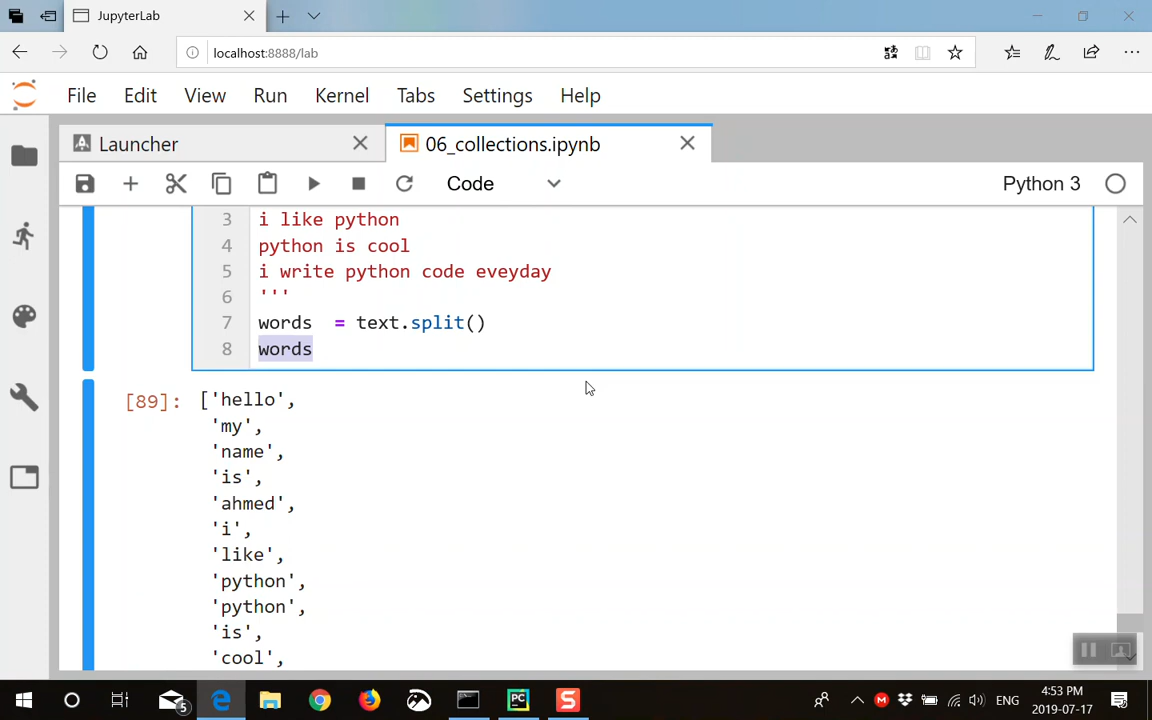 JupyterLab
localhost:8888/lab
File Edit View Run Kernel Tabs Settings Help
Launcher 06_collections.ipynb
Code Python 3
3 i like python
4 python is cool
5 i write python code eveyday
6 '''
7 words = text.split()
8 words
[89]: ['hello',
'my',
'name',
'is',
'ahmed',
'i',
'like',
'python',
'python',
'is',
'cool',
5 PC S M ENG 4:53 PM
2019-07-17